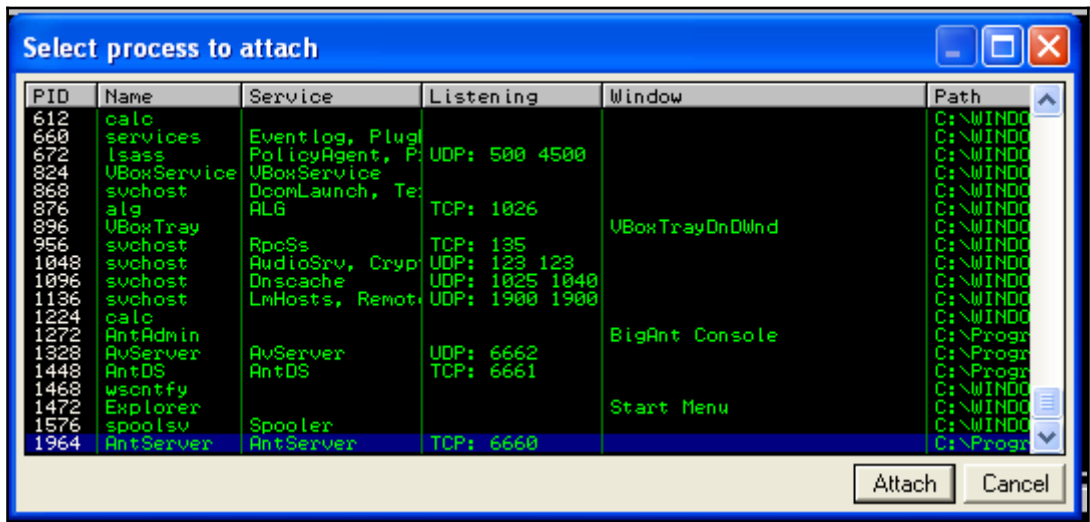 Select process to attach
PID Name Service Listening Window Path
612 calc C:\WINDO
660 services Eventlog, Plug C:\WINDO
672 lsass PolicyAgent, P UDP: 500 4500 C:\WINDO
824 VBoxService VBoxService C:\WINDO
868 svchost DcomLaunch, Te C:\WINDO
876 alg ALG TCP: 1026 C:\WINDO
896 VBoxTray VBoxTrayDnDWnd C:\WINDO
956 svchost RpcSs TCP: 135 C:\WINDO
1048 svchost AudioSrv, Cryp UDP: 123 123 C:\WINDO
1096 svchost Dnscache UDP: 1025 1040 C:\WINDO
1136 svchost LmHosts, Remot UDP: 1900 1900 C:\WINDO
1224 calc C:\WINDO
1272 AntAdmin BigAnt Console C:\Progr
1328 AvServer AvServer UDP: 6662 C:\Progr
1448 AntDS AntDS TCP: 6661 C:\Progr
1468 wscntfy C:\WINDO
1472 Explorer Start Menu C:\WINDO
1576 spoolsv Spooler C:\WINDO
1964 AntServer AntServer TCP: 6660 C:\Progr
Attach Cancel